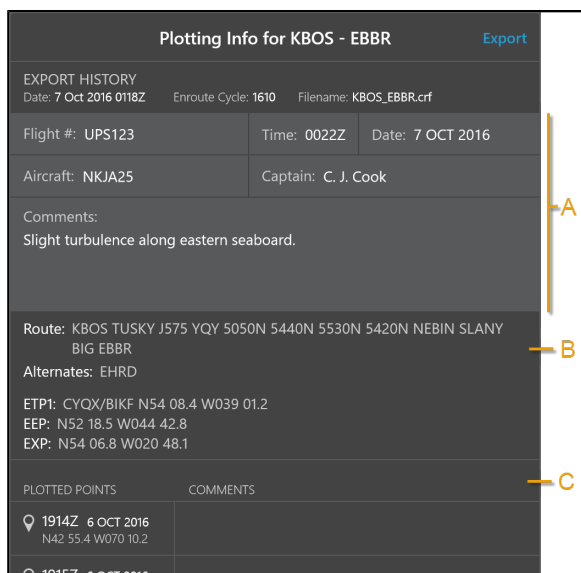 Plotting Info for KBOS - EBBR Export
EXPORT HISTORY
Date: 7 Oct 2016 0118Z Enroute Cycle: 1610 Filename: KBOS_EBBR.crf
Flight #: UPS123 Time: 0022Z Date: 7 OCT 2016
A
Aircraft: NKJA25 Captain: C. J. Cook
Comments:
Slight turbulence along eastern seaboard.
Route: KBOS TUSKY J575 YQY 5050N 5440N 5530N 5420N NEBIN SLANY
BIG EBBR
B
Alternates: EHRD
ETP1: CYQX/BIKF N54 08.4 W039 01.2
EEP: N52 18.5 W044 42.8
EXP: N54 06.8 W020 48.1
C
PLOTTED POINTS COMMENTS
1914Z 6 OCT 2016
N42 55.4 W070 10.2